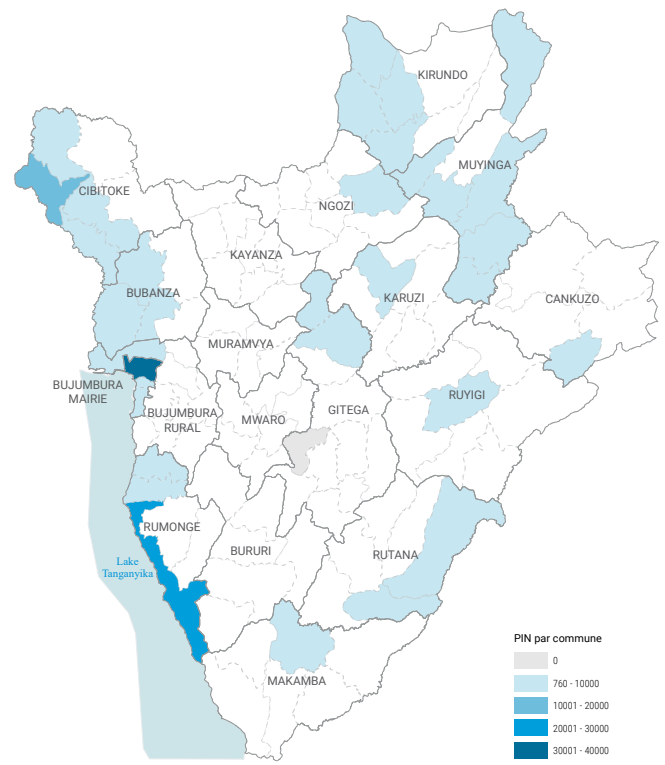 KIRUNDO
MUYINGA
CIBITOKE
NGOZI
KAYANZA
BUBANZA
KARUZI
CANKUZO
MURAMVYA
BUJUMBURA
MAIRIE
RUYIGI
BUJUMBURA
RURAL
MWARO
GITEGA
RUMONGE
BURURI
RUTANA
Lake
Tanganyika
MAKAMBA
PIN par commune
0
760 - 10000
10001 - 20000
20001 - 30000
30001 - 40000